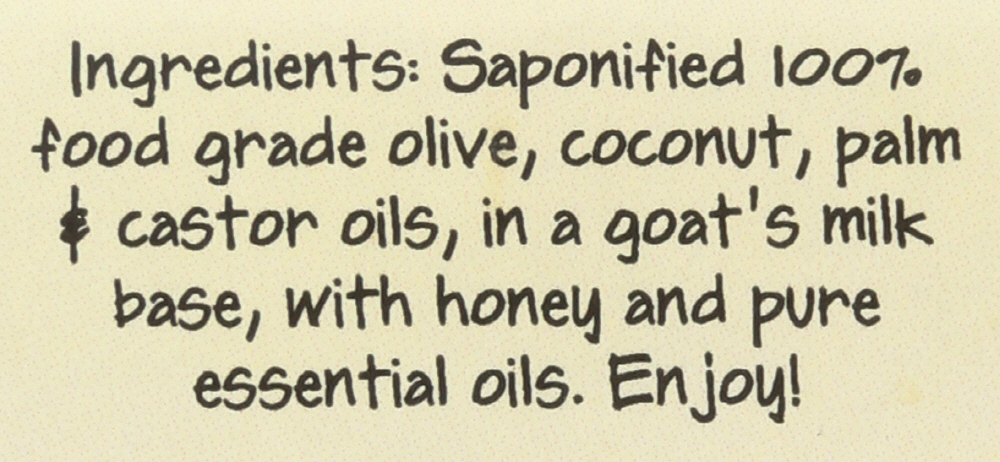 Ingredients: Saponified 100%
food grade olive, coconut, palm
& castor oils, in a goat's milk
base, with honey and pure
essential oils. Enjoy!